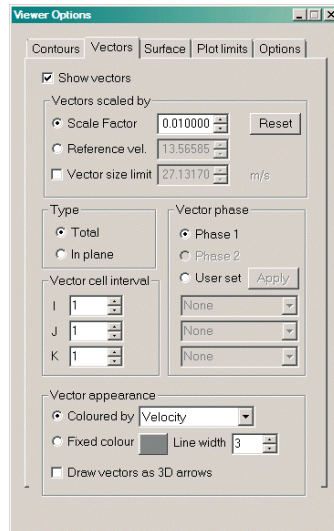 Viewer Options
Contours Vectors Surface Plot limits Options
Show vectors
Vectors scaled by
Scale Factor 0.010000 Reset
Reference vel. 13.56585
Vector size limit 27.13170 m/s
Type
Total
In plane
Vector phase
Phase 1
Phase 2
User set Apply
None
None
None
Vector cell interval
I 1
J 1
K 1
Vector appearance
Coloured by Velocity
Fixed colour Line width 3
Draw vectors as 3D arrows